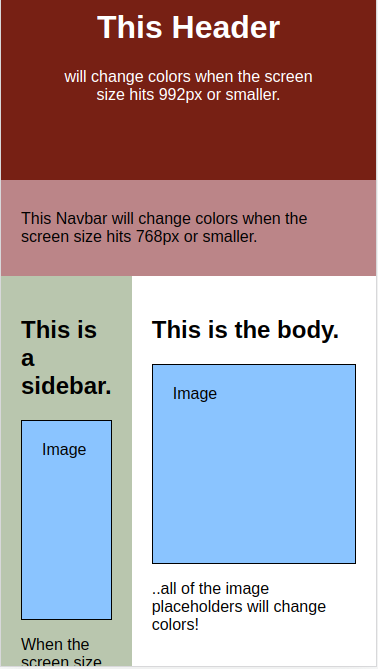 This Header
will change colors when the screen
size hits 992px or smaller.
This Navbar will change colors when the
screen size hits 768px or smaller.
This is
a
sidebar.
Image
When the
screen size
This is the body.
Image
..all of the image
placeholders will change
colors!